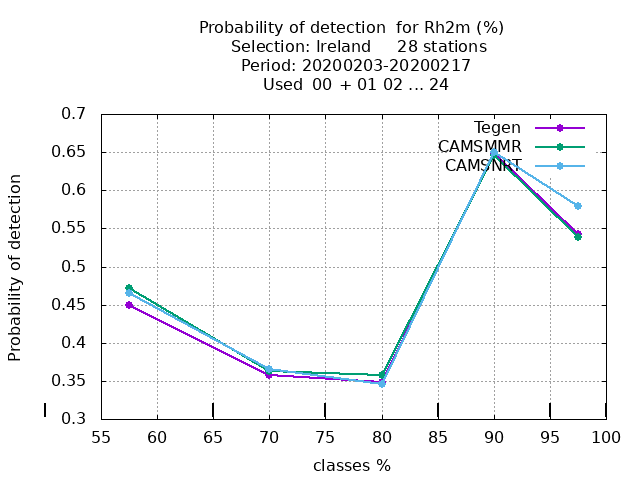 Probability of detection for Rh2m (%)
Selection: Ireland 28 stations
Period: 20200203-20200217
Used 00 + 01 02 ... 24
Tegen
CAMSMMR
CAMSNRT
Probability of detection
0.7
0.65
0.6
0.55
0.5
0.45
0.4
0.35
0.3
55 60 65 70 75 80 85 90 95 100
classes %